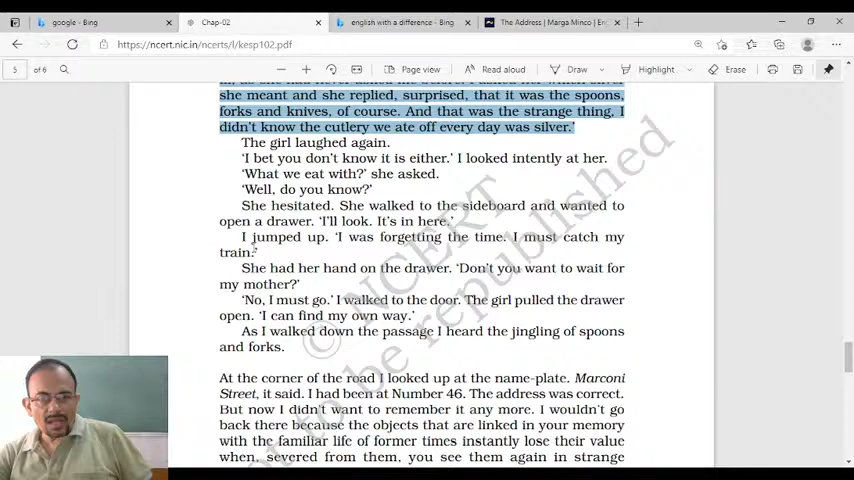 google - Bing
Chap-02
english with a difference - Bing
The Address | Marga Minco | En
https://ncert.nic.in/ncerts/l/kesp102.pdf
5 of 6
Page view
Read aloud
Draw
Highlight
Erase
she meant and she replied, surprised, that it was the spoons,
forks and knives, of course. And that was the strange thing, I
didn't know the cutlery we ate off every day was silver.'
The girl laughed again.
'I bet you don't know it is either.' I looked intently at her.
'What we eat with?' she asked.
'Well, do you know?'
She hesitated. She walked to the sideboard and wanted to
open a drawer. 'I'll look. It's in here.'
I jumped up. 'I was forgetting the time. I must catch my
train.'
She had her hand on the drawer. 'Don't you want to wait for
my mother?'
'No, I must go.' I walked to the door. The girl pulled the drawer
open. 'I can find my own way.'
As I walked down the passage I heard the jingling of spoons
and forks.
At the corner of the road I looked up at the name-plate. Marconi
Street, it said. I had been at Number 46. The address was correct.
But now I didn't want to remember it any more. I wouldn't go
back there because the objects that are linked in your memory
with the familiar life of former times instantly lose their value
when, severed from them, you see them again in strange
© NCERT
not to be republished